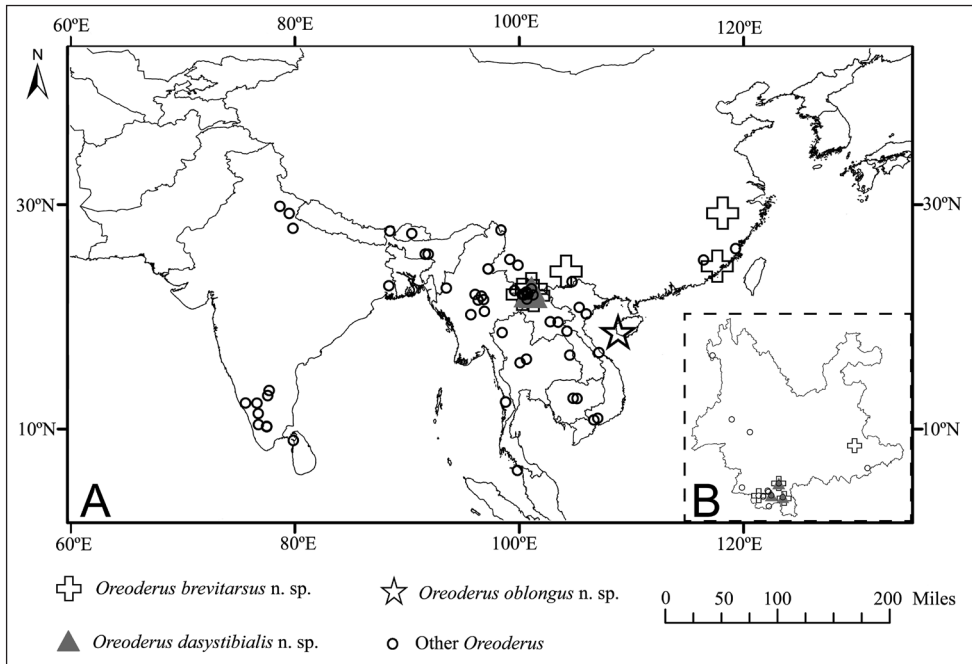 60ºE 80ºE 100ºE 120ºE
N
30ºN 30ºN
10ºN 10ºN
A B
60ºE 80ºE 100ºE 120ºE
Oreoderus brevitarsus n. sp.
Oreoderus oblongus n. sp.
Oreoderus dasystibialis n. sp.
Other Oreoderus
0 50 100 200 Miles